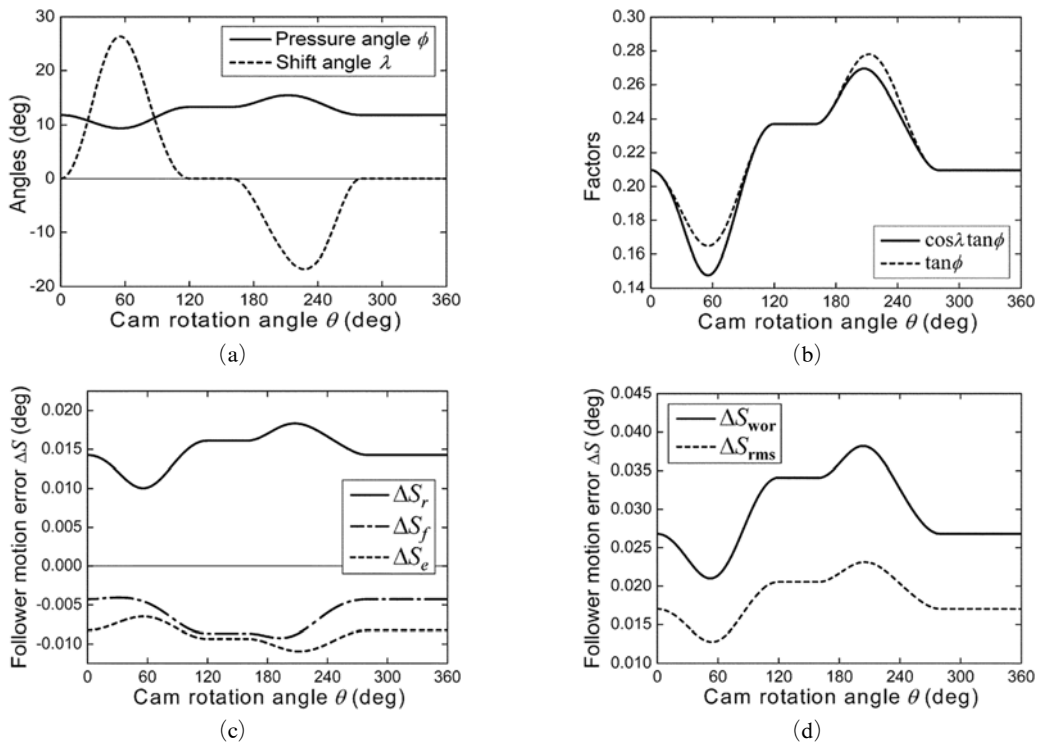 30
20
10
0
-10
-20
Angles (deg)
Pressure angle ϕ
Shift angle λ
0 60 120 180 240 300 360
Cam rotation angle θ (deg)
(a)
0.30
0.28
0.26
0.24
0.22
0.20
0.18
0.16
0.14
Factors
cosλ tanϕ
tanϕ
0 60 120 180 240 300 360
Cam rotation angle θ (deg)
(b)
0.020
0.015
0.010
0.005
0.000
-0.005
-0.010
Follower motion error ΔS (deg)
ΔS_r
ΔS_f
ΔS_e
0 60 120 180 240 300 360
Cam rotation angle θ (deg)
(c)
0.045
0.040
0.035
0.030
0.025
0.020
0.015
0.010
Follower motion error ΔS (deg)
ΔS_wor
ΔS_rms
0 60 120 180 240 300 360
Cam rotation angle θ (deg)
(d)